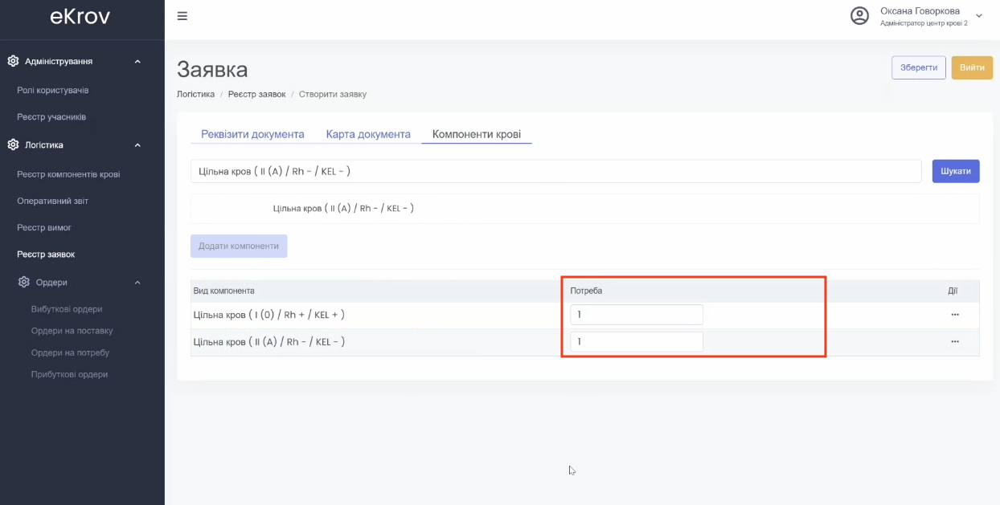 eKrov
Оксана Говоркова
Адміністратор центр крові 2
Адміністрування
Ролі користувачів
Реєстр учасників
Логістика
Реєстр компонентів крові
Оперативний звіт
Реєстр вимог
Реєстр заявок
Ордери
Вибуткові ордери
Ордери на поставку
Ордери на потребу
Прибуткові ордери
Заявка
Зберегти Вийти
Логістика / Реєстр заявок / Створити заявку
Реквізити документа Карта документа Компоненти крові
Цільна кров ( II (A) / Rh - / KEL - ) Шукати
Цільна кров ( II (A) / Rh - / KEL - )
Додати компоненти
Вид компонента Потреба Дії
Цільна кров ( I (0) / Rh + / KEL + ) 1 ...
Цільна кров ( II (A) / Rh - / KEL - ) 1 ...